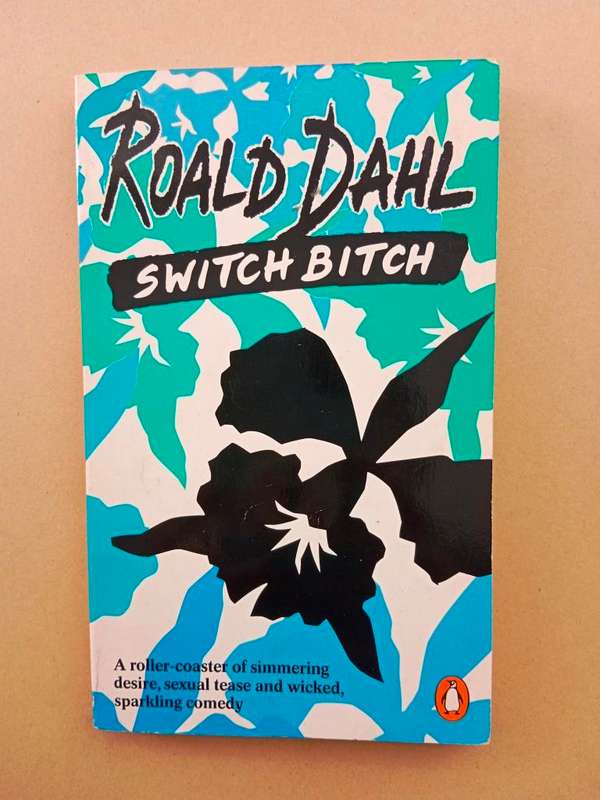 ROALD DAHL
SWITCH BITCH
A roller-coaster of simmering
desire, sexual tease and wicked,
sparkling comedy